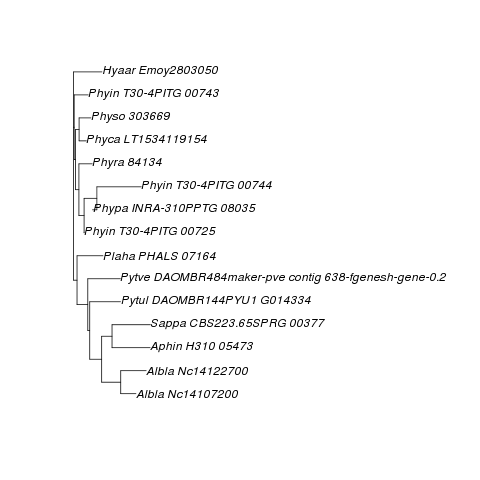 Hyaar Emoy2803050
Phyin T30-4PITG 00743
Physo 303669
Phyca LT1534119154
Phyra 84134
Phyin T30-4PITG 00744
Phypa INRA-310PPTG 08035
Phyin T30-4PITG 00725
Plaha PHALS 07164
Pytve DAOMBR484maker-pve contig 638-fgenesh-gene-0.2
Pytul DAOMBR144PYU1 G014334
Sappa CBS223.65SPRG 00377
Aphin H310 05473
Albla Nc14122700
Albla Nc14107200